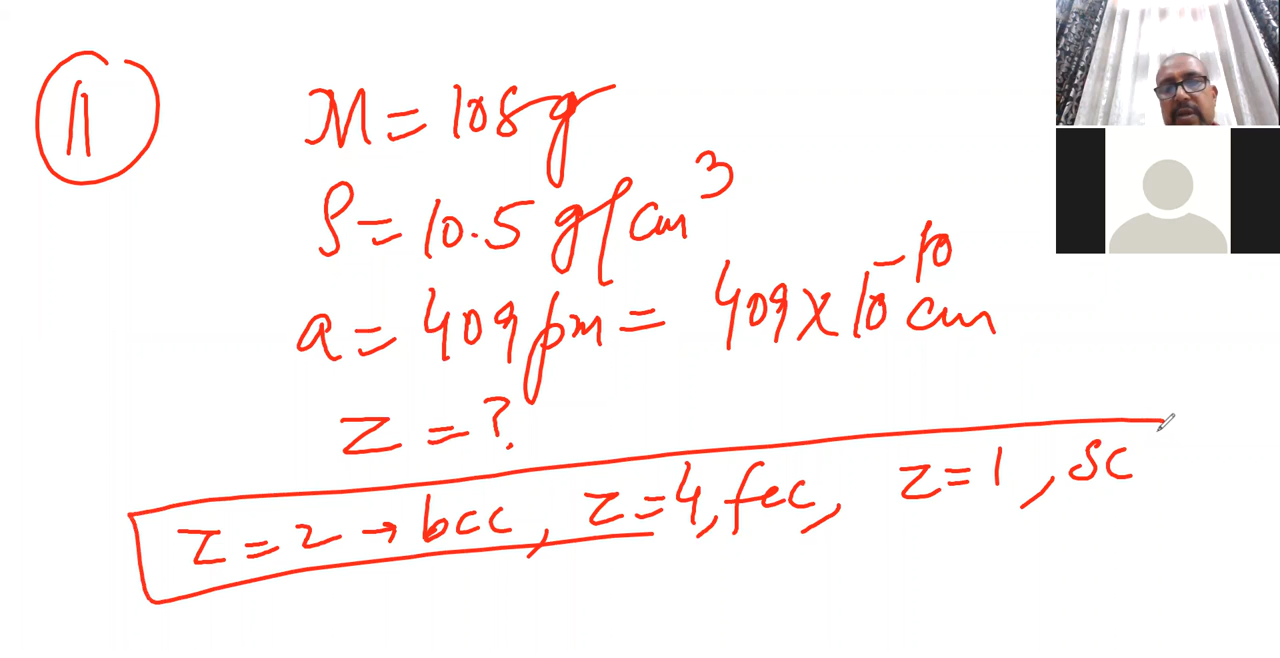 11
M = 108 g
ρ = 10.5 g/cm³
a = 409 pm = 409 × 10⁻¹⁰ cm
Z = ?
Z = 2 → bcc, Z = 4, fcc, Z = 1, SC